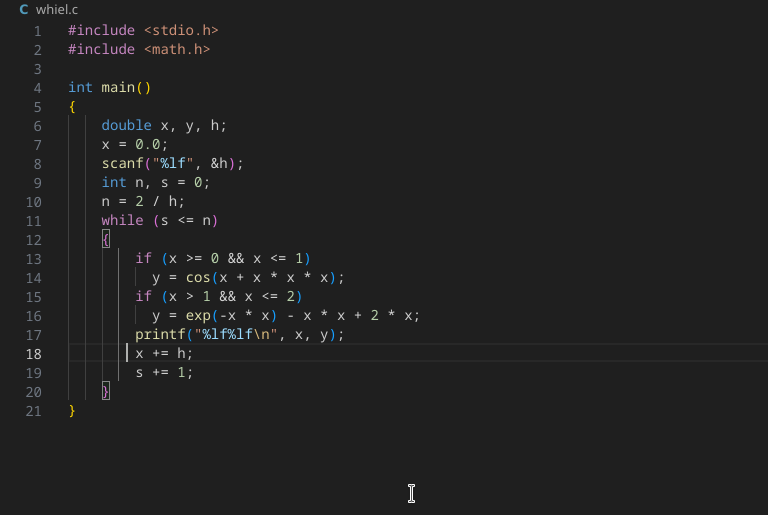 C whiel.c
1 #include <stdio.h>
2 #include <math.h>
3
4 int main()
5 {
6 double x, y, h;
7 x = 0.0;
8 scanf("%lf", &h);
9 int n, s = 0;
10 n = 2 / h;
11 while (s <= n)
12 {
13 if (x >= 0 && x <= 1)
14 y = cos(x + x * x * x);
15 if (x > 1 && x <= 2)
16 y = exp(-x * x) - x * x + 2 * x;
17 printf("%lf%lf\n", x, y);
18 x += h;
19 s += 1;
20 }
21 }